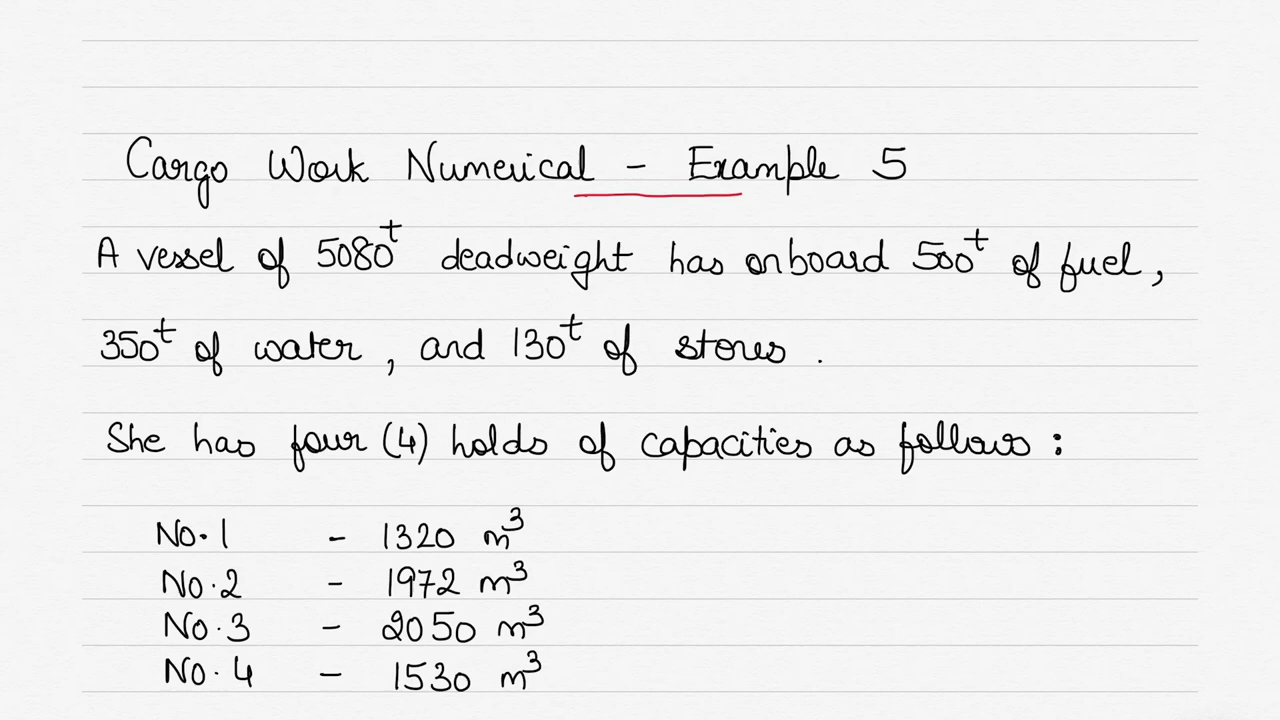 Cargo Work Numerical - Example 5
A vessel of 5080t deadweight has onboard 500t of fuel,
350t of water, and 130t of stores.
She has four (4) holds of capacities as follows:
No.1 - 1320 m³
No.2 - 1972 m³
No.3 - 2050 m³
No.4 - 1530 m³